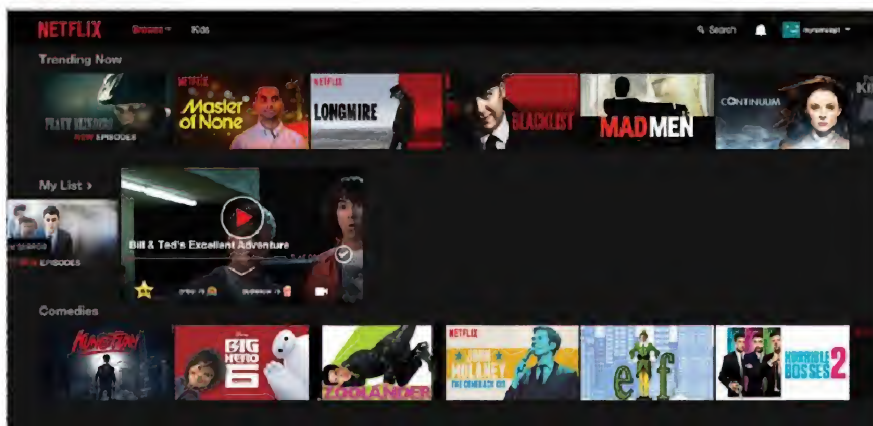 NETFLIX Browse Kids Search
Trending Now
PEAKY BLINDERS
NEW EPISODES
NETFLIX
Master of None
NETFLIX
LONGMIRE
BLACKLIST
MAD MEN
CONTINUUM
My List >
EPISODES
Bill & Ted's Excellent Adventure
Comedies
KUNG FURY
Disney
BIG HERO 6
ZOOLANDER
NETFLIX
JOHN MULANEY
THE COMEBACK KID
elf
HORRIBLE BOSSES 2